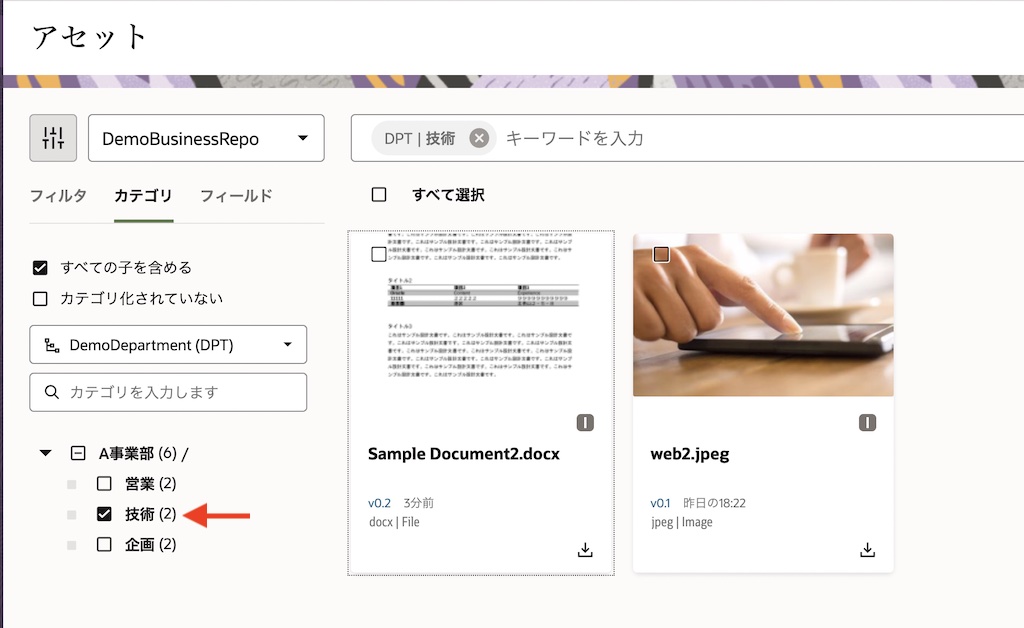 アセット
DemoBusinessRepo
DPT | 技術
キーワードを入力
フィルタ
カテゴリ
フィールド
すべて選択
すべての子を含める
カテゴリ化されていない
DemoDepartment (DPT)
カテゴリを入力します
A事業部 (6) /
営業 (2)
技術 (2)
企画 (2)
タイトル2
タイトル3
I
Sample Document2.docx
v0.2 3分前
docx | File
I
web2.jpeg
v0.1 昨日の18:22
jpeg | Image